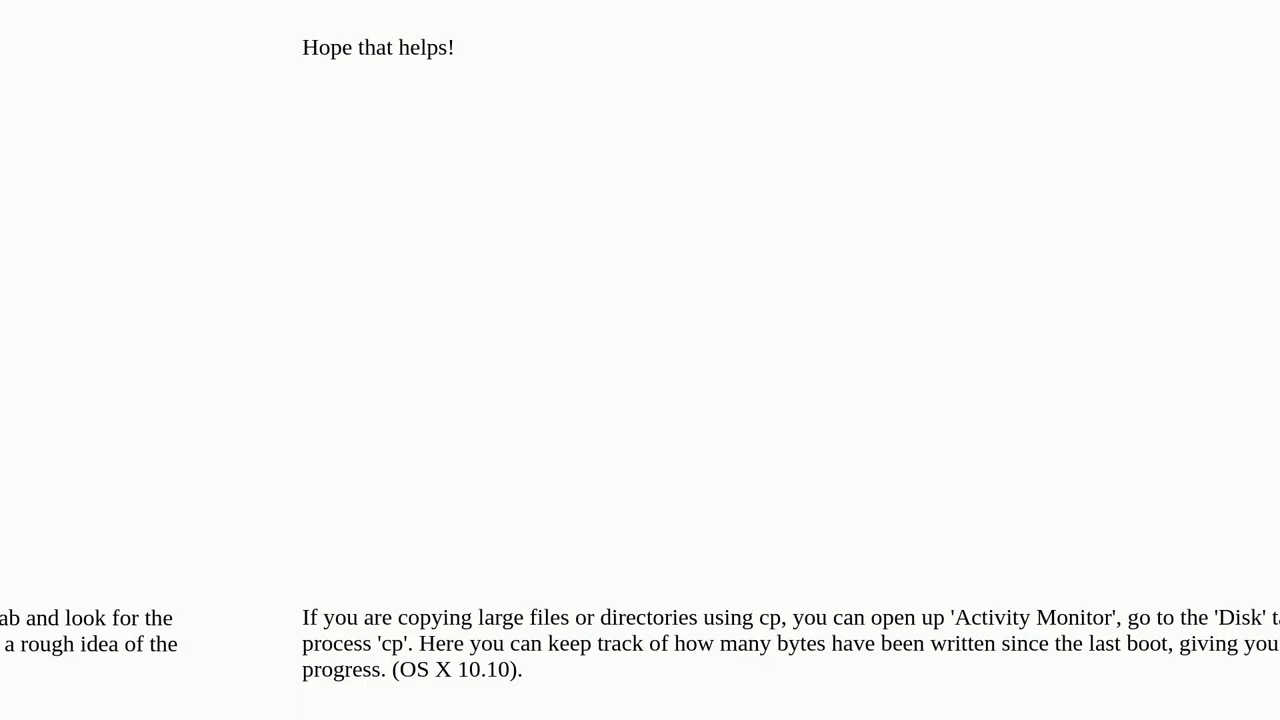 Hope that helps!
ab and look for the
a rough idea of the
If you are copying large files or directories using cp, you can open up 'Activity Monitor', go to the 'Disk' t
process 'cp'. Here you can keep track of how many bytes have been written since the last boot, giving you
progress. (OS X 10.10).